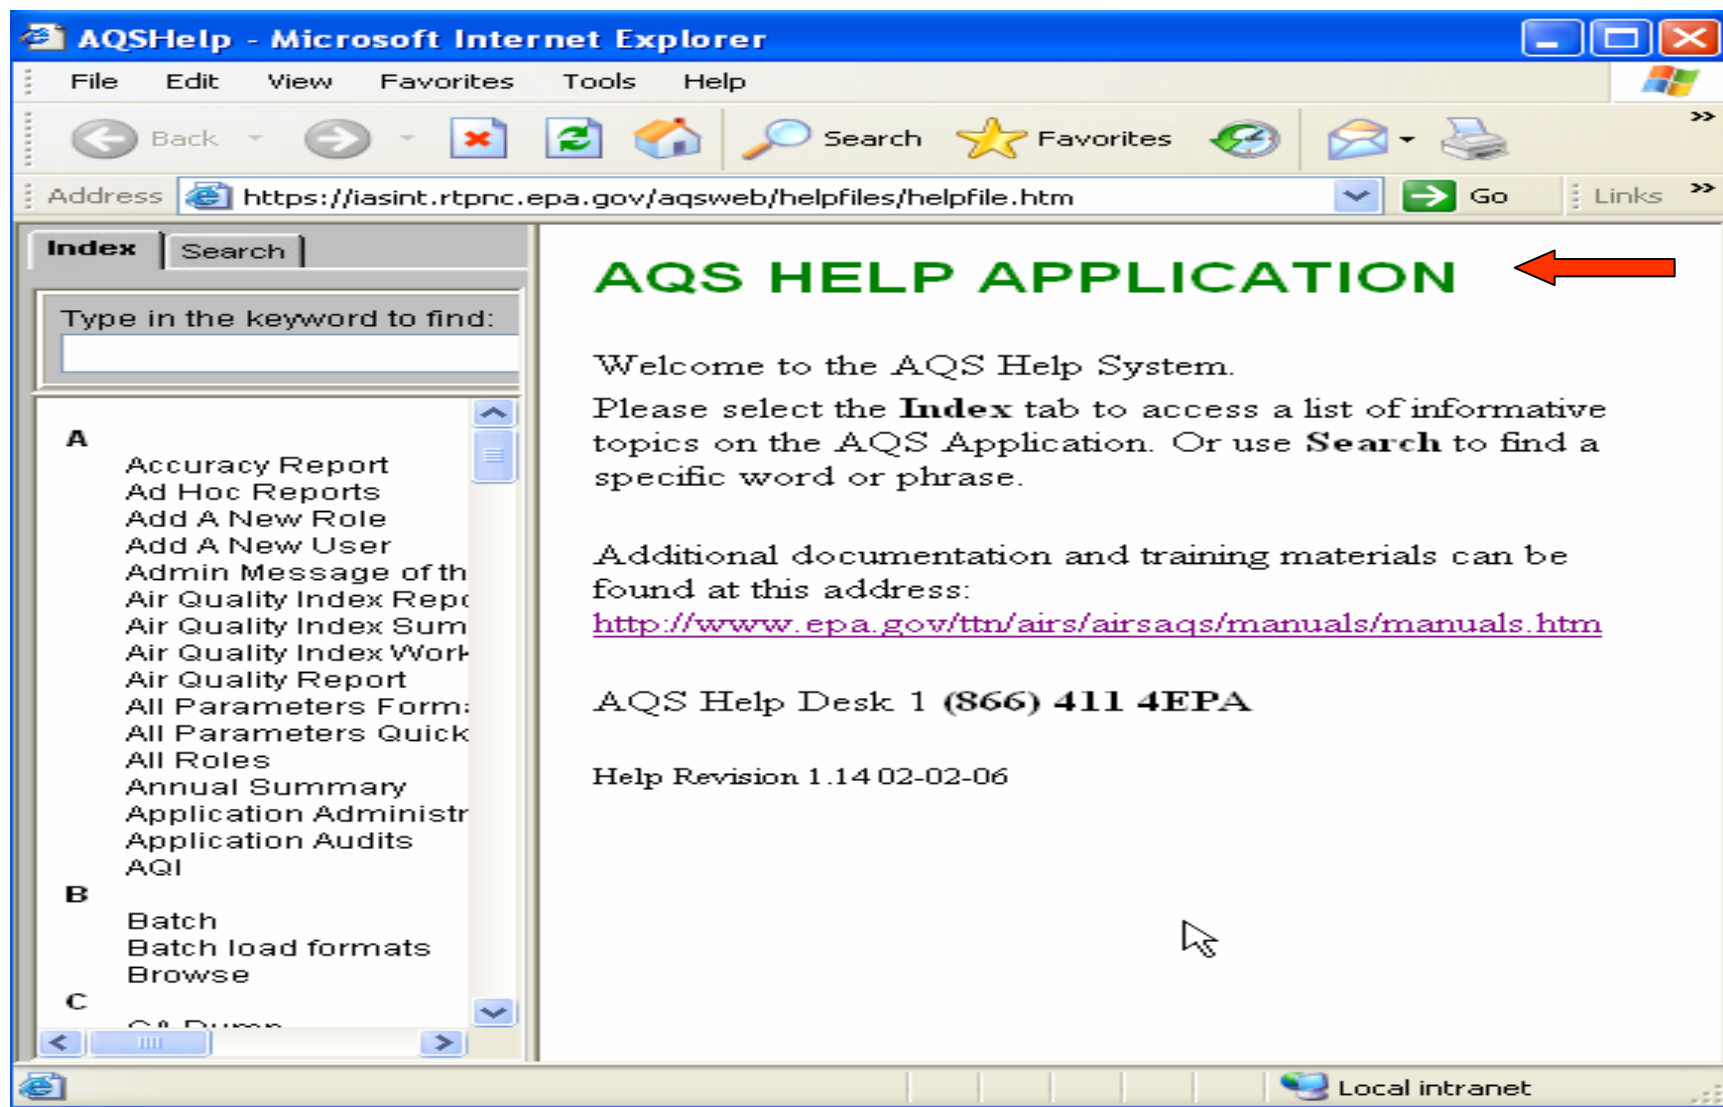 AQSHelp - Microsoft Internet Explorer
File Edit View Favorites Tools Help
Back Search Favorites
Address https://iasint.rtpnc.epa.gov/aqsweb/helpfiles/helpfile.htm Go Links
Index Search
Type in the keyword to find:
A
Accuracy Report
Ad Hoc Reports
Add A New Role
Add A New User
Admin Message of th
Air Quality Index Repo
Air Quality Index Sum
Air Quality Index Work
Air Quality Report
All Parameters Form
All Parameters Quick
All Roles
Annual Summary
Application Administr
Application Audits
AQI
B
Batch
Batch load formats
Browse
C
AQS HELP APPLICATION
Welcome to the AQS Help System.
Please select the Index tab to access a list of informative
topics on the AQS Application. Or use Search to find a
specific word or phrase.
Additional documentation and training materials can be
found at this address:
http://www.epa.gov/ttn/airs/airsaqs/manuals/manuals.htm
AQS Help Desk 1 (866) 411 4EPA
Help Revision 1.14 02-02-06
Local intranet